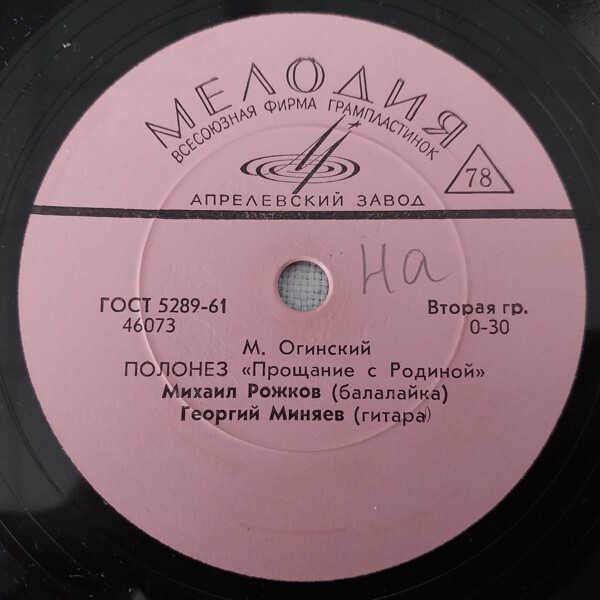 МЕЛОДИЯ
ВСЕСОЮЗНАЯ ФИРМА ГРАМПЛАСТИНОК
78
АПРЕЛЕВСКИЙ ЗАВОД
На
ГОСТ 5289-61
46073
Вторая гр.
0-30
М. Огинский
ПОЛОНЕЗ «Прощание с Родиной»
Михаил Рожков (балалайка)
Георгий Миняев (гитара)